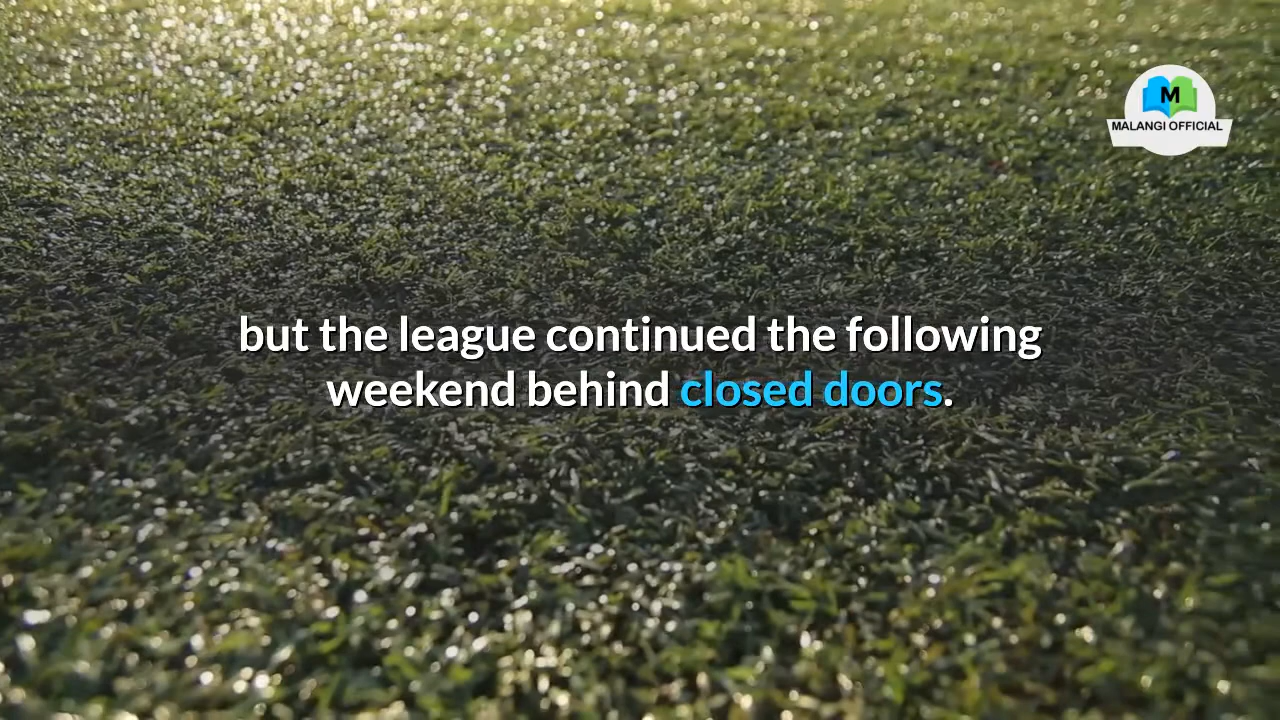 M
MALANGI OFFICIAL
but the league continued the following
weekend behind closed doors.